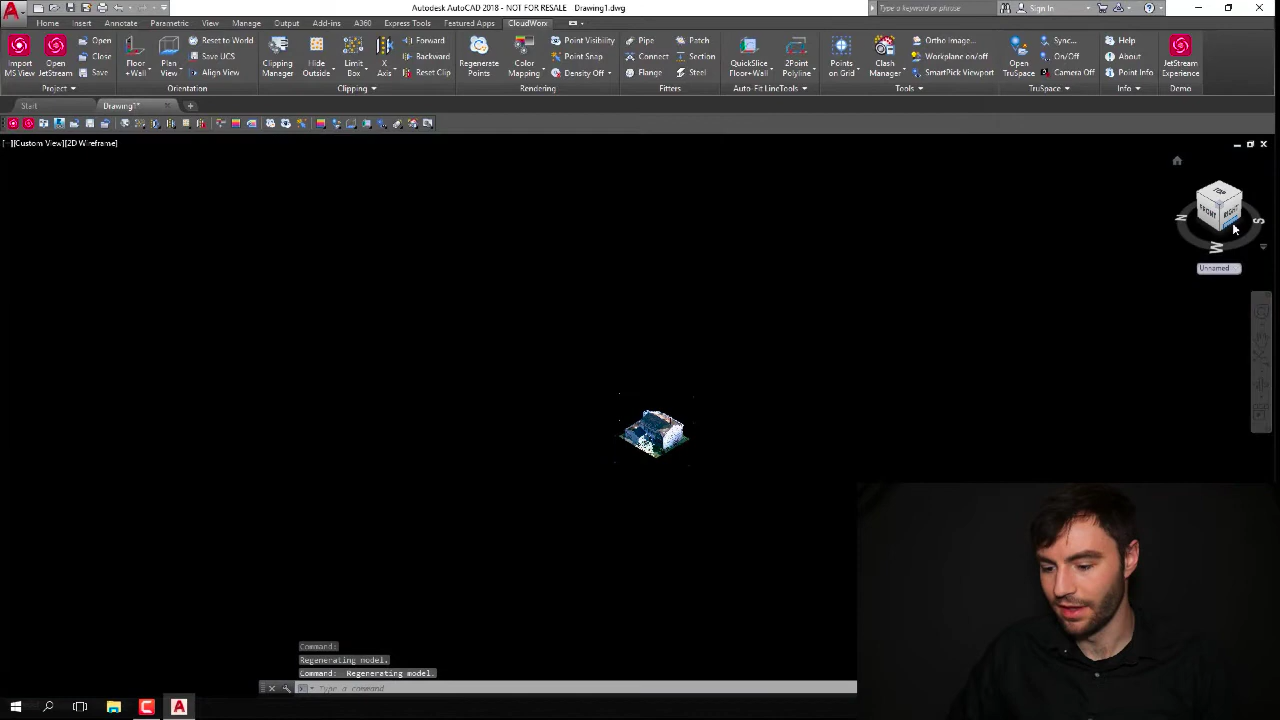 Autodesk AutoCAD 2018 - NOT FOR RESALE Drawing1.dwg
Type a keyword or phrase
Sign In
Home Insert Annotate Parametric View Manage Output Add-ins A360 Express Tools Featured Apps CloudWorx
Import MS View
Open JetStream
Open
Close
Save
Project
Floor +Wall
Plan View
Reset to World
Save UCS
Align View
Orientation
Clipping Manager
Hide Outside
Limit Box
X Axis
Forward
Backward
Reset Clip
Clipping
Regenerate Points
Color Mapping
Point Visibility
Point Snap
Density Off
Rendering
Pipe
Connect
Flange
Patch
Section
Steel
Fitters
QuickSlice Floor+Wall
2Point Polyline
Auto-Fit LineTools
Points on Grid
Clash Manager
Ortho Image...
Workplane on/off
SmartPick Viewport
Tools
Open TruSpace
Sync...
On/Off
Camera Off
TruSpace
Help
About
Point Info
Info
JetStream Experience
Demo
Start
Drawing1*
[−][Custom View][2D Wireframe]
TOP
FRONT
RIGHT
N
S
W
Unnamed
Command:
Regenerating model.
Command: Regenerating model.
Type a command